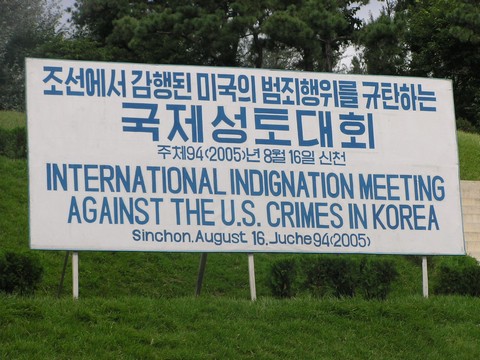 조선에서 감행된 미국의 범죄행위를 규탄하는
국제성토대회
주체94(2005)년 8월 16일 신천
INTERNATIONAL INDIGNATION MEETING
AGAINST THE U.S. CRIMES IN KOREA
Sinchon. August 16. Juche 94(2005)